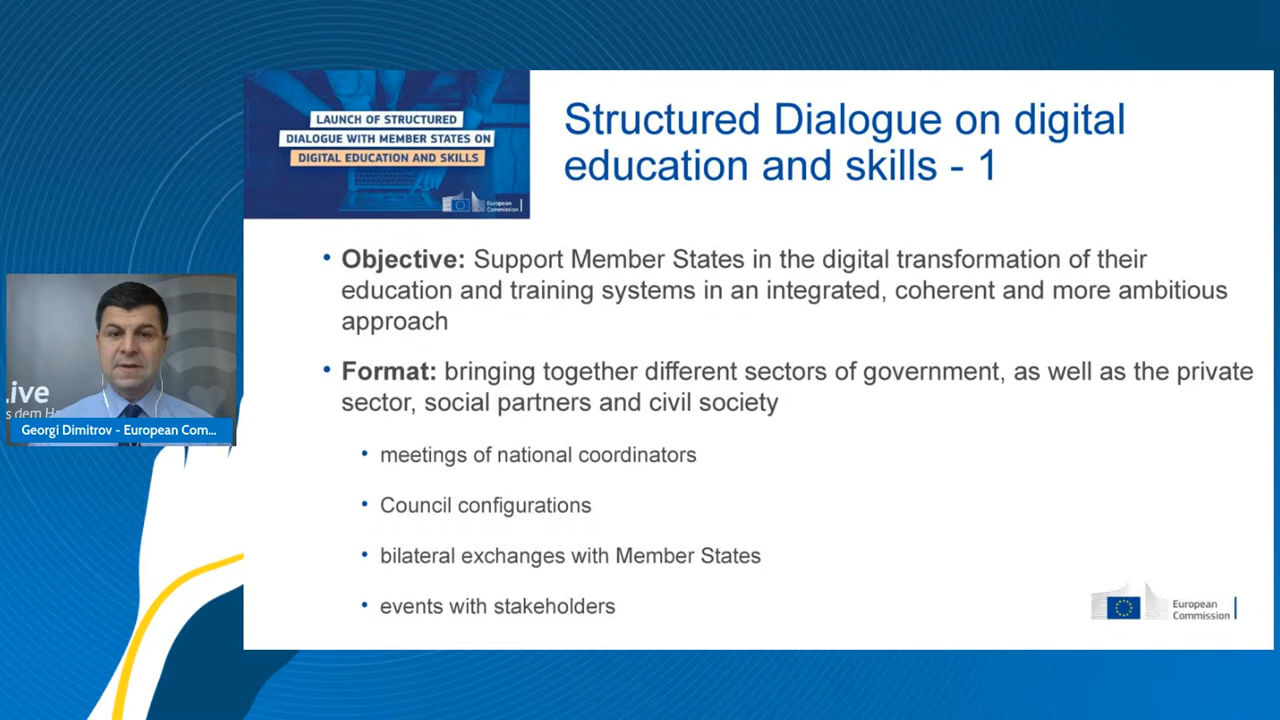 LAUNCH OF STRUCTURED
DIALOGUE WITH MEMBER STATES ON
DIGITAL EDUCATION AND SKILLS
European
Commission
Structured Dialogue on digital
education and skills - 1
• Objective: Support Member States in the digital transformation of their
education and training systems in an integrated, coherent and more ambitious
approach
• Format: bringing together different sectors of government, as well as the private
sector, social partners and civil society
• meetings of national coordinators
• Council configurations
• bilateral exchanges with Member States
• events with stakeholders
European
Commission
.ive
s dem H
Georgi Dimitrov - European Com...